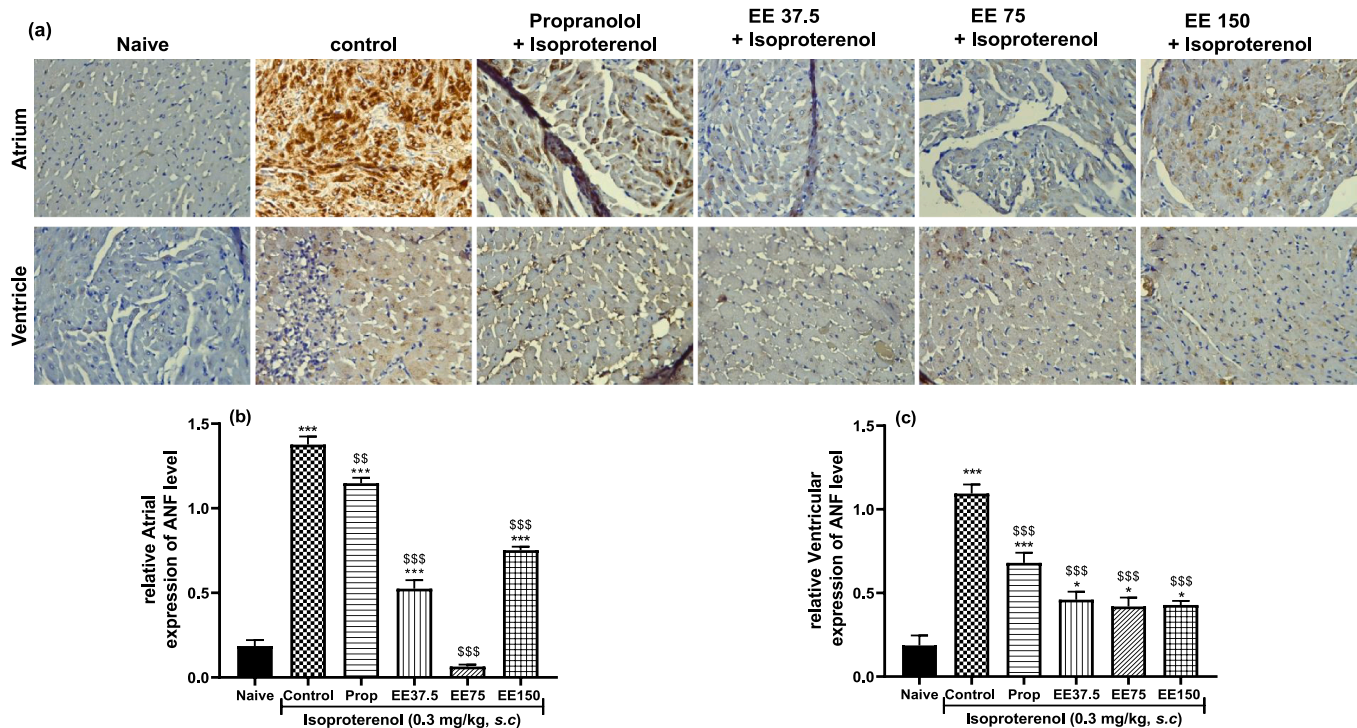 (a)
Naive
control
Propranolol
+ Isoproterenol
EE 37.5
+ Isoproterenol
EE 75
+ Isoproterenol
EE 150
+ Isoproterenol
Atrium
Ventricle
(b)
relative Atrial
expression of ANF level
1.5
1.0
0.5
0.0
***
$$
***
$$$
***
$$$
$$$
***
Naive Control Prop EE37.5 EE75 EE150
Isoproterenol (0.3 mg/kg, s.c)
(c)
relative Ventricular
expression of ANF level
1.5
1.0
0.5
0.0
***
$$$
***
$$$
*
$$$
*
$$$
*
Naive Control Prop EE37.5 EE75 EE150
Isoproterenol (0.3 mg/kg, s.c)